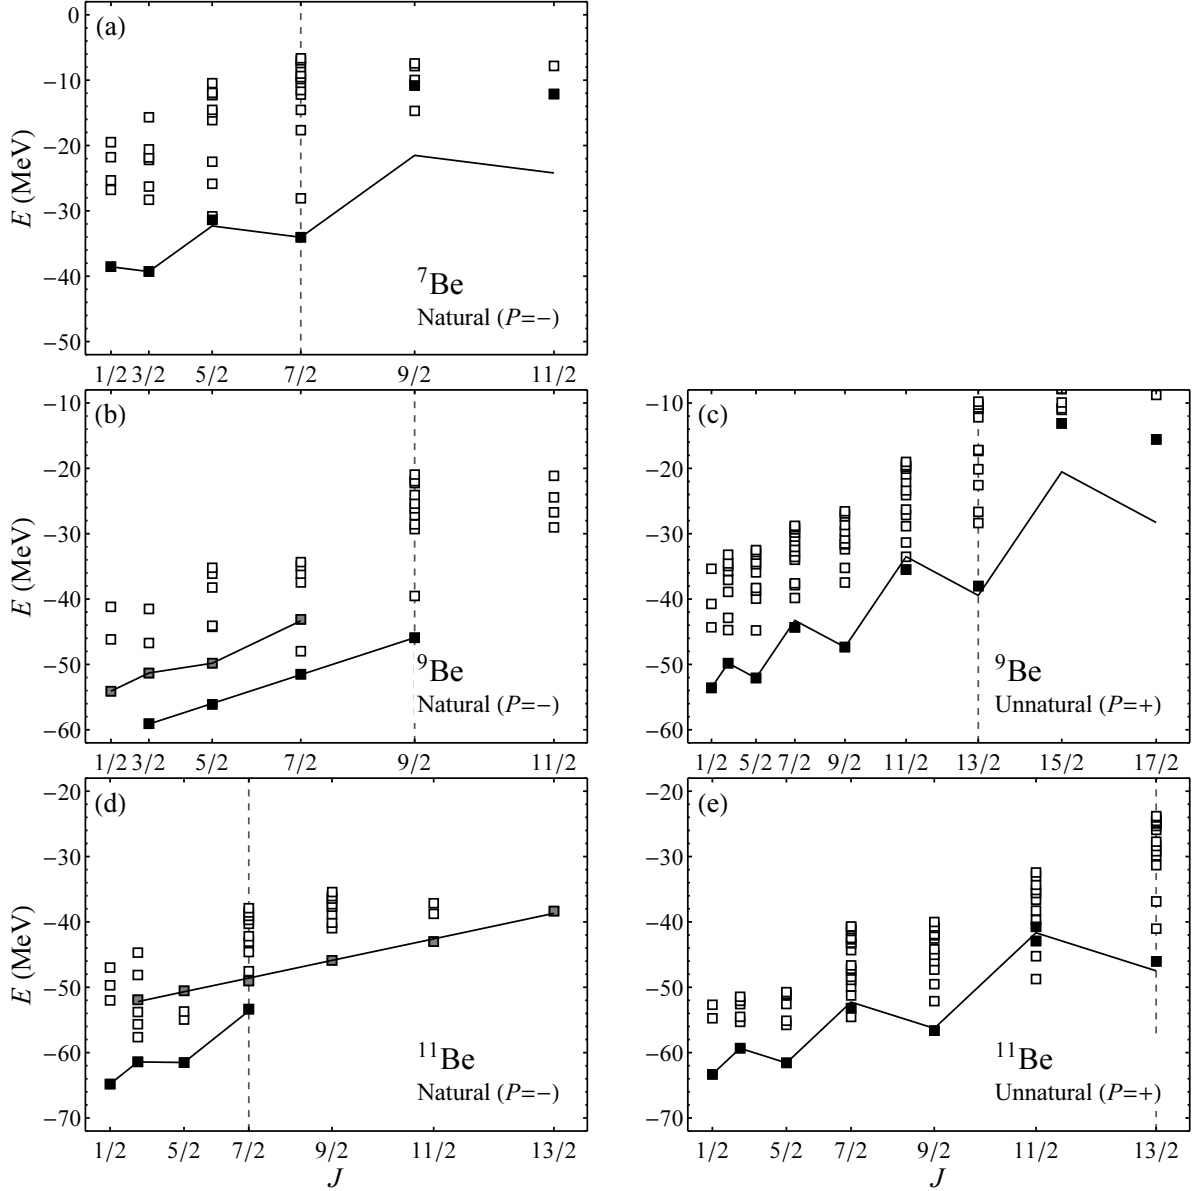 (a)
E (MeV)
0
−10
−20
−30
−40
−50
⁷Be
Natural (P=−)
1/2 3/2 5/2 7/2 9/2 11/2
(b)
E (MeV)
−10
−20
−30
−40
−50
−60
⁹Be
Natural (P=−)
1/2 3/2 5/2 7/2 9/2 11/2
(c)
−10
−20
−30
−40
−50
−60
⁹Be
Unnatural (P=+)
1/2 5/2 7/2 9/2 11/2 13/2 15/2 17/2
(d)
E (MeV)
−20
−30
−40
−50
−60
−70
¹¹Be
Natural (P=−)
1/2 5/2 7/2 9/2 11/2 13/2
J
(e)
−20
−30
−40
−50
−60
−70
¹¹Be
Unnatural (P=+)
1/2 5/2 7/2 9/2 11/2 13/2
J